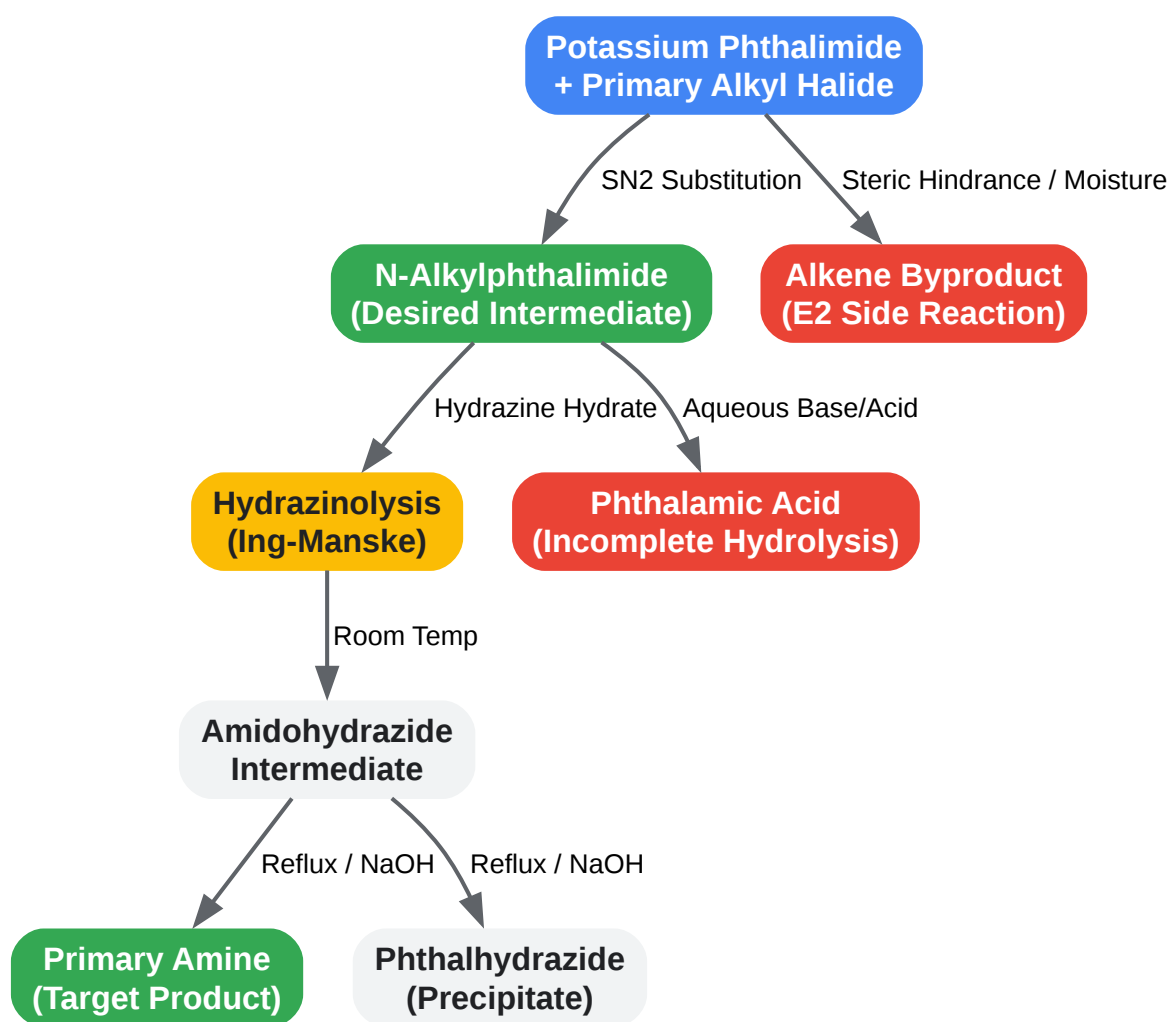 Potassium Phthalimide
+ Primary Alkyl Halide
SN2 Substitution
Steric Hindrance / Moisture
N-Alkylphthalimide
(Desired Intermediate)
Alkene Byproduct
(E2 Side Reaction)
Hydrazine Hydrate
Aqueous Base/Acid
Hydrazinolysis
(Ing-Manske)
Phthalamic Acid
(Incomplete Hydrolysis)
Room Temp
Amidohydrazide
Intermediate
Reflux / NaOH
Reflux / NaOH
Primary Amine
(Target Product)
Phthalhydrazide
(Precipitate)